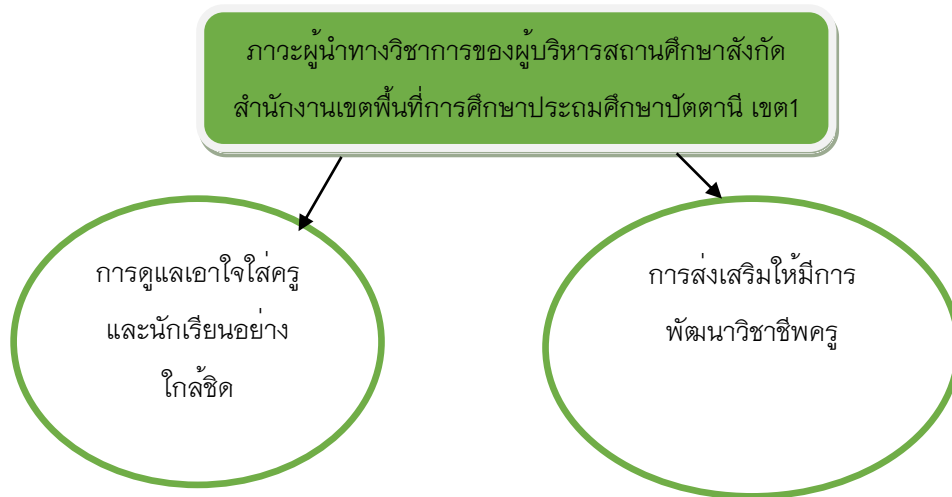 ภาวะผู้นำทางวิชาการของผู้บริหารสถานศึกษาสังกัด
สำนักงานเขตพื้นที่การศึกษาประถมศึกษาปัตตานี เขต1
การดูแลเอาใจใส่ครู
และนักเรียนอย่าง
ใกล้ชิด
การส่งเสริมให้มีการ
พัฒนาวิชาชีพครู